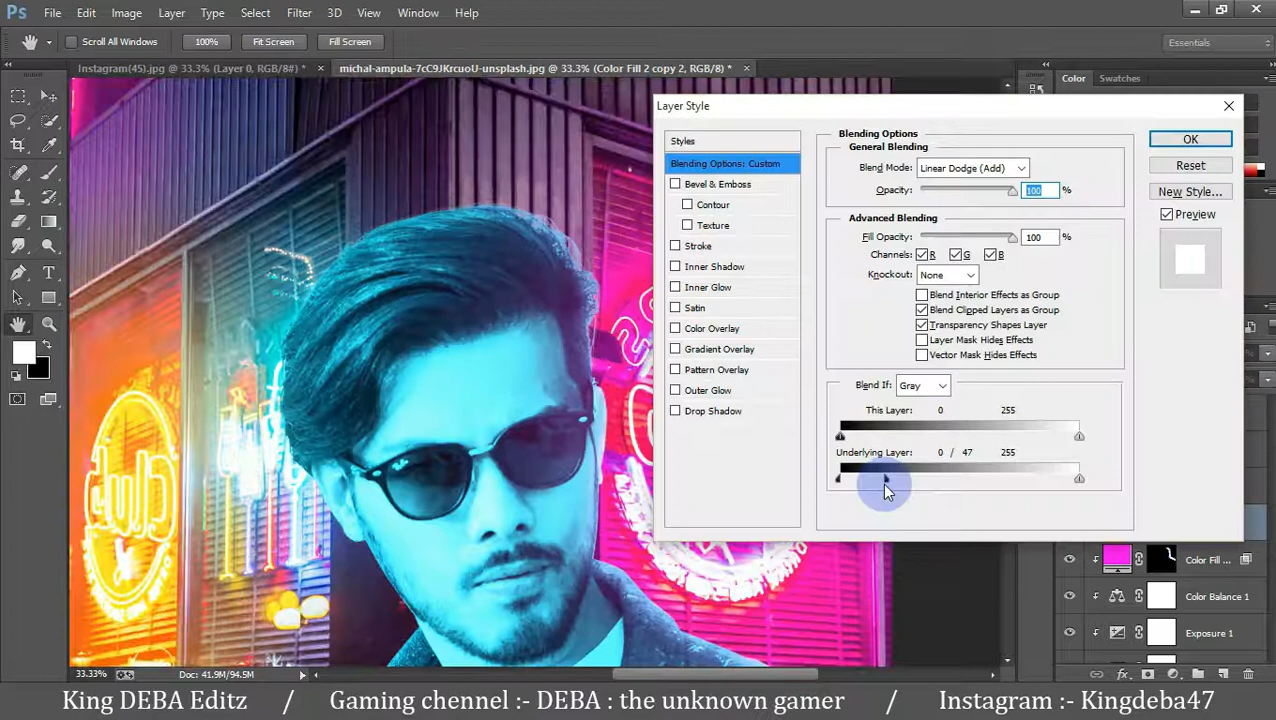 Ps File Edit Image Layer Type Select Filter 3D View Window Help
Scroll All Windows 100% Fit Screen Fill Screen Essentials
Instagram(45).jpg @ 33.3% (Layer 0, RGB/8#) * × michal-ampula-7cC9JKrcuoU-unsplash.jpg @ 33.3% (Color Fill 2 copy 2, RGB/8) * ×
Color Swatches
Layer Style
Styles
Blending Options: Custom
Bevel & Emboss
Contour
Texture
Stroke
Inner Shadow
Inner Glow
Satin
Color Overlay
Gradient Overlay
Pattern Overlay
Outer Glow
Drop Shadow
Blending Options
General Blending
Blend Mode: Linear Dodge (Add)
Opacity: 100 %
Advanced Blending
Fill Opacity: 100 %
Channels: R G B
Knockout: None
Blend Interior Effects as Group
Blend Clipped Layers as Group
Transparency Shapes Layer
Layer Mask Hides Effects
Vector Mask Hides Effects
Blend If: Gray
This Layer: 0 255
Underlying Layer: 0 / 47 255
OK
Reset
New Style...
Preview
Color Fill ...
Color Balance 1
Exposure 1
33.33% Doc: 41.9M/94.5M
King DEBA Editz / Gaming chennel :- DEBA : the unknown gamer / Instagram :- Kingdeba47